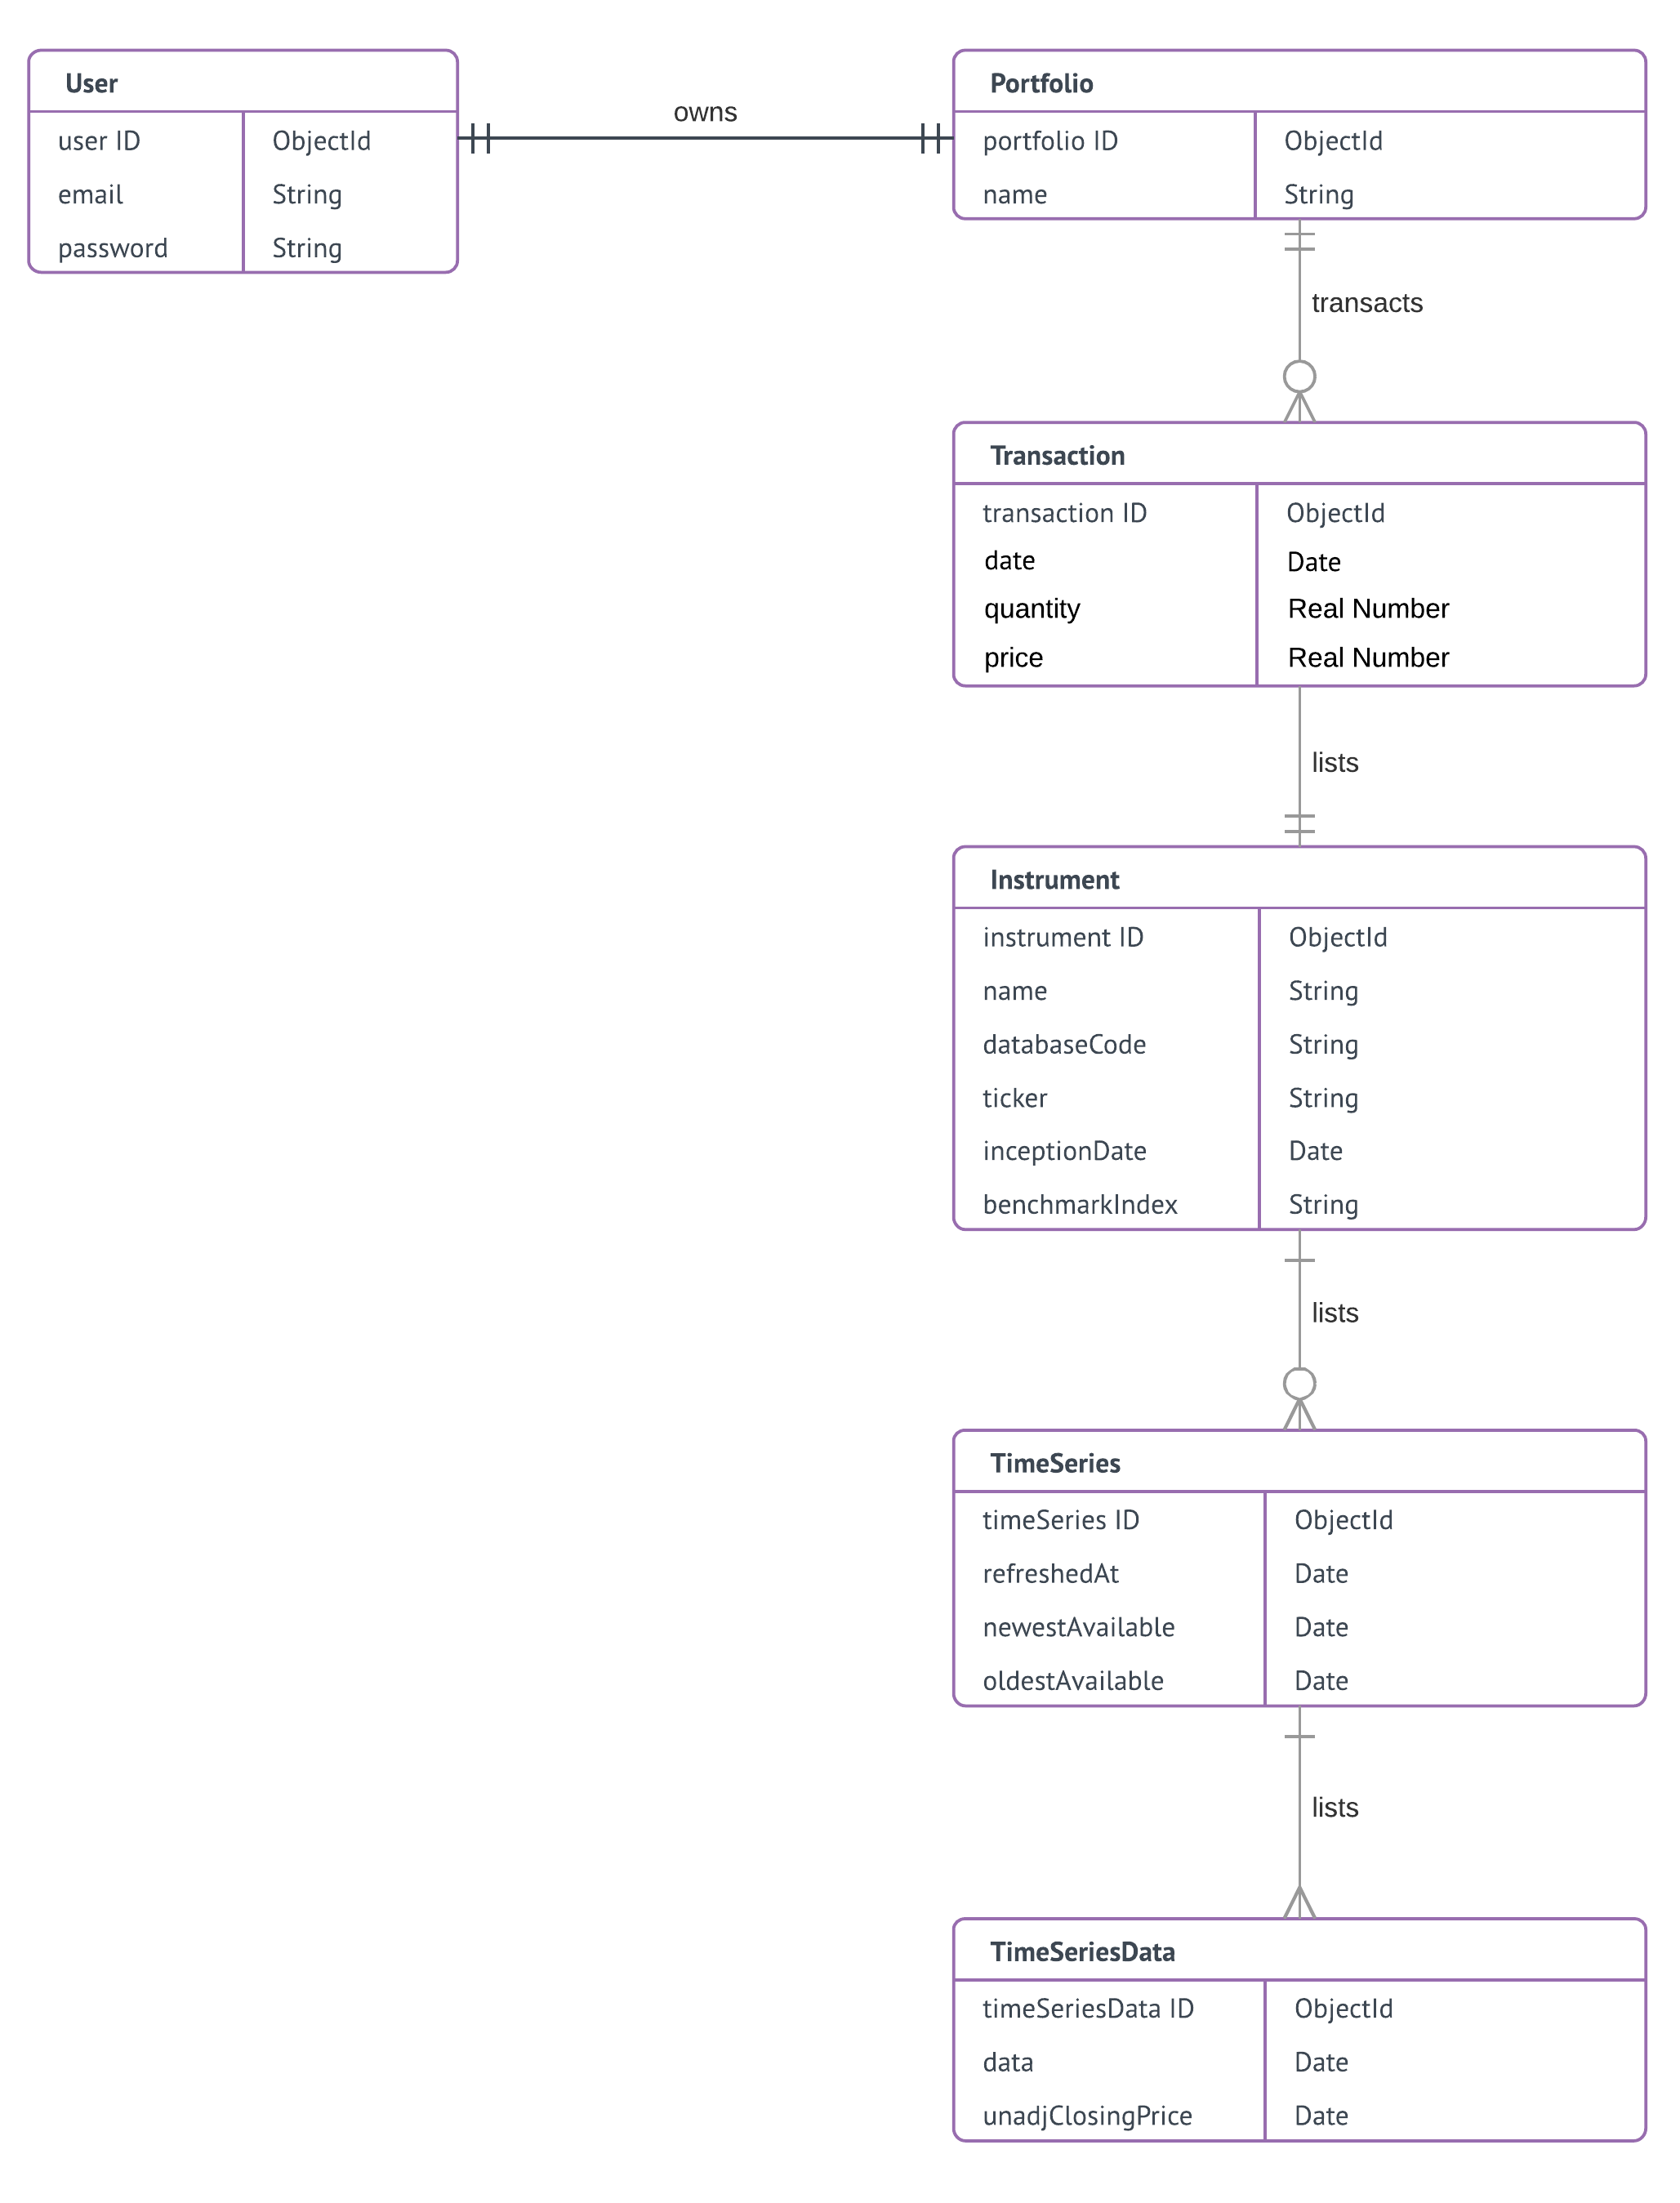 User
user ID ObjectId
email String
password String
owns
Portfolio
portfolio ID ObjectId
name String
transacts
Transaction
transaction ID ObjectId
date Date
quantity Real Number
price Real Number
lists
Instrument
instrument ID ObjectId
name String
databaseCode String
ticker String
inceptionDate Date
benchmarkIndex String
lists
TimeSeries
timeSeries ID ObjectId
refreshedAt Date
newestAvailable Date
oldestAvailable Date
lists
TimeSeriesData
timeSeriesData ID ObjectId
data Date
unadjClosingPrice Date